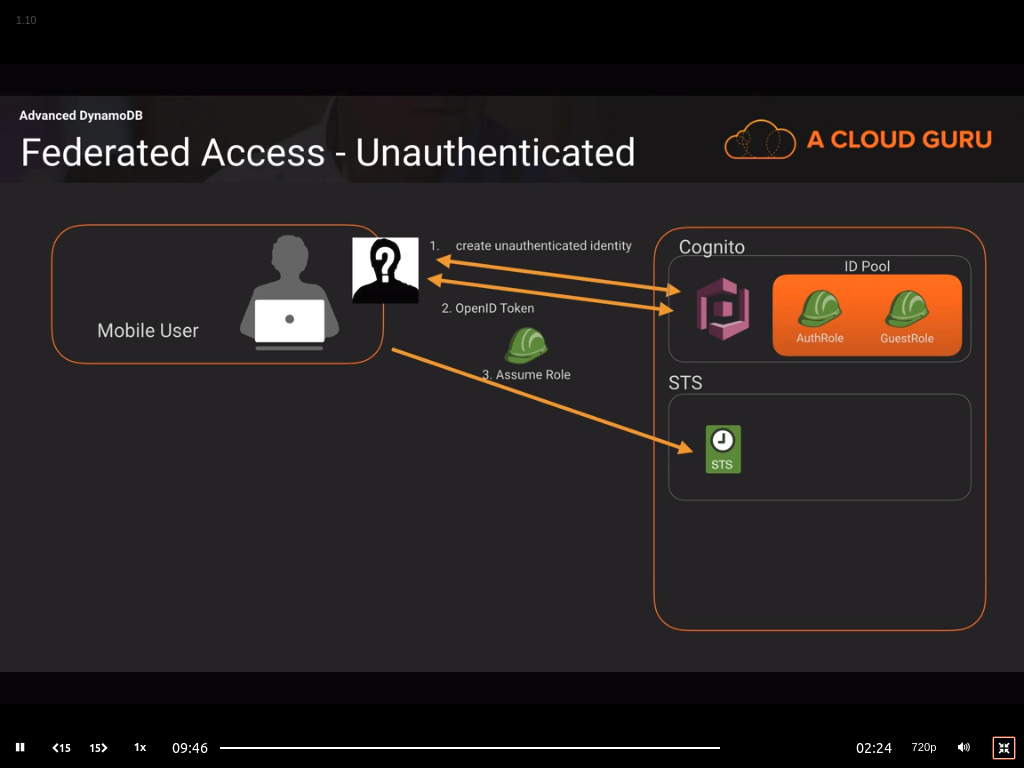 1.10
Advanced DynamoDB
Federated Access - Unauthenticated
A CLOUD GURU
Mobile User
1. create unauthenticated identity
2. OpenID Token
3. Assume Role
Cognito
ID Pool
AuthRole
GuestRole
STS
STS
15
15
1x
09:46
02:24
720p